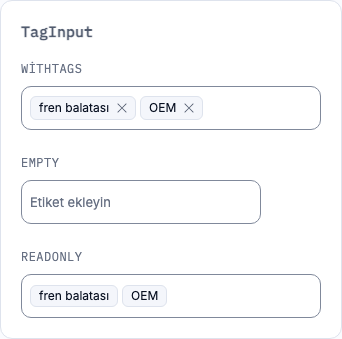 TagInput
WİTHTAGS
fren balatası
OEM
EMPTY
Etiket ekleyin
READONLY
fren balatası
OEM